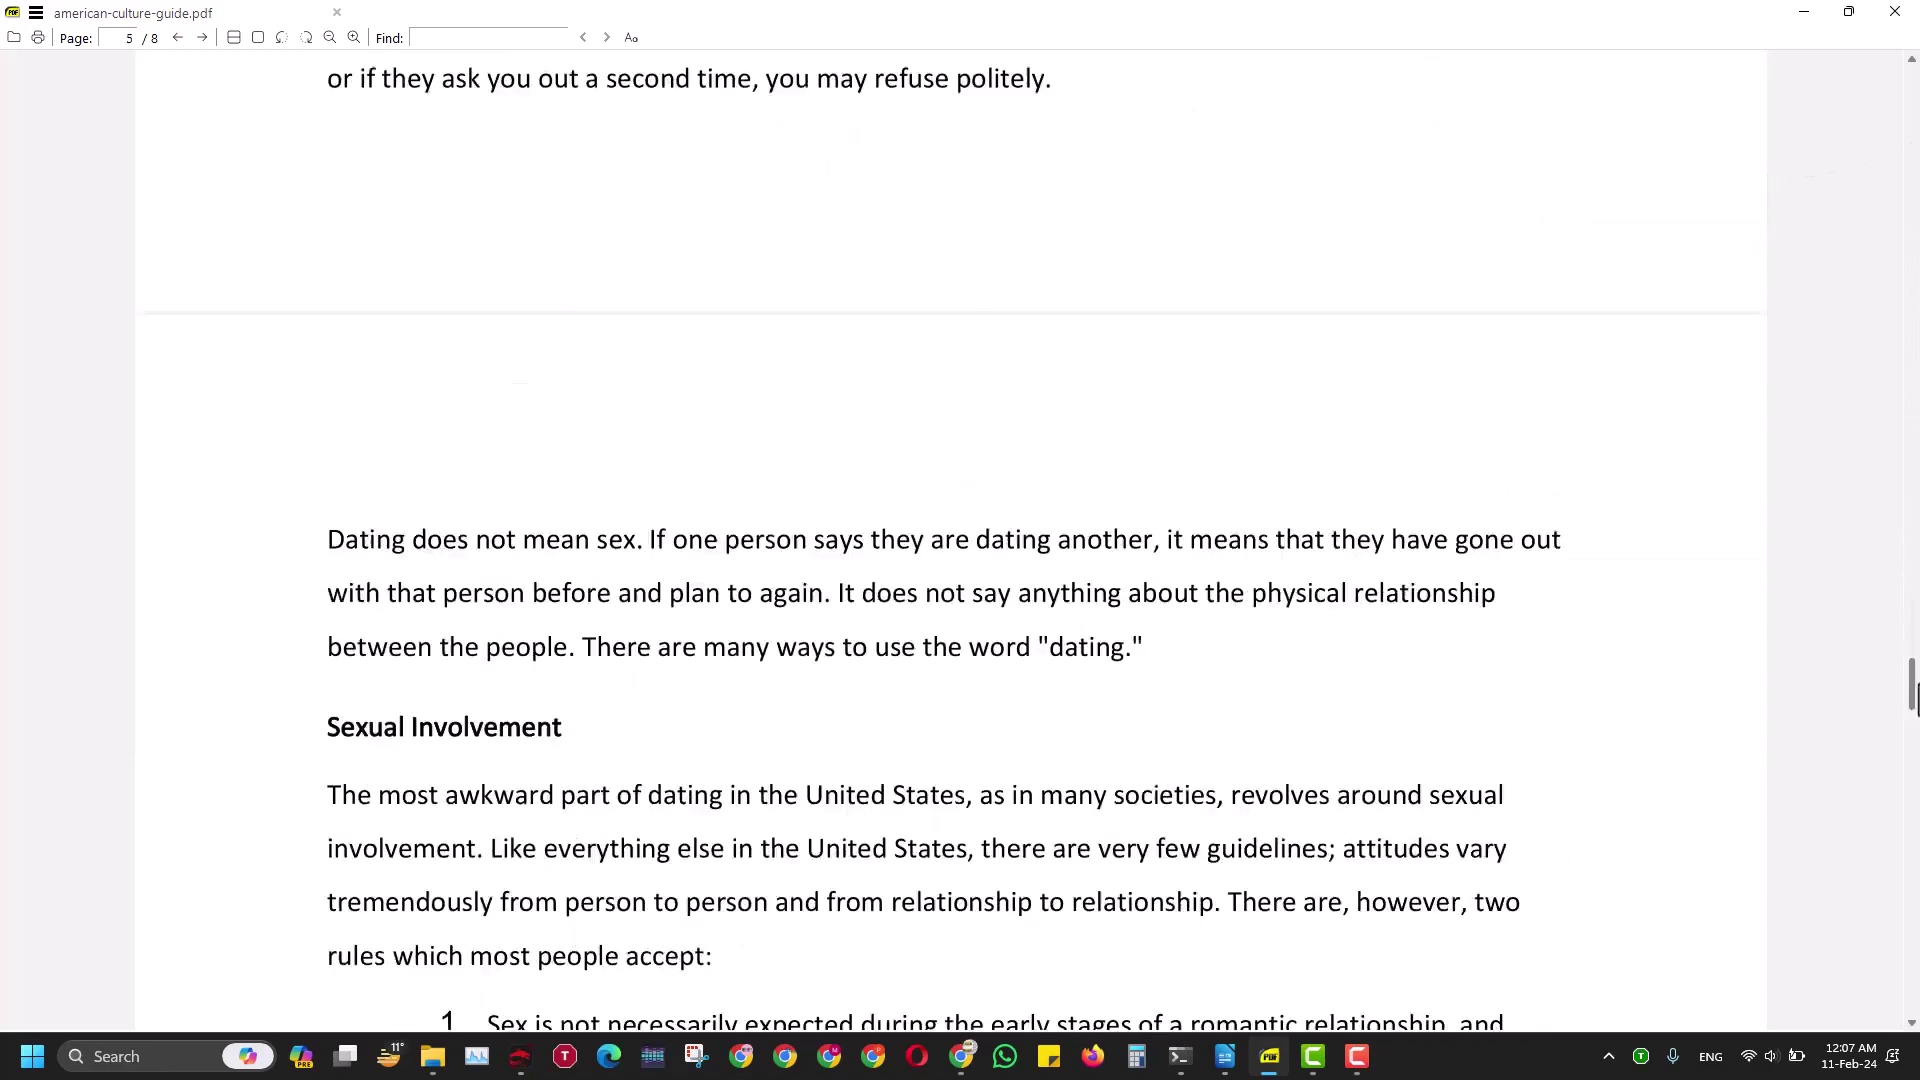 american-culture-guide.pdf
Page: 5 / 8 Find:
or if they ask you out a second time, you may refuse politely.
Dating does not mean sex. If one person says they are dating another, it means that they have gone out
with that person before and plan to again. It does not say anything about the physical relationship
between the people. There are many ways to use the word "dating."
Sexual Involvement
The most awkward part of dating in the United States, as in many societies, revolves around sexual
involvement. Like everything else in the United States, there are very few guidelines; attitudes vary
tremendously from person to person and from relationship to relationship. There are, however, two
rules which most people accept:
1 Sex is not necessarily expected during the early stages of a romantic relationship, and
Search 11° ENG 12:07 AM
11-Feb-24